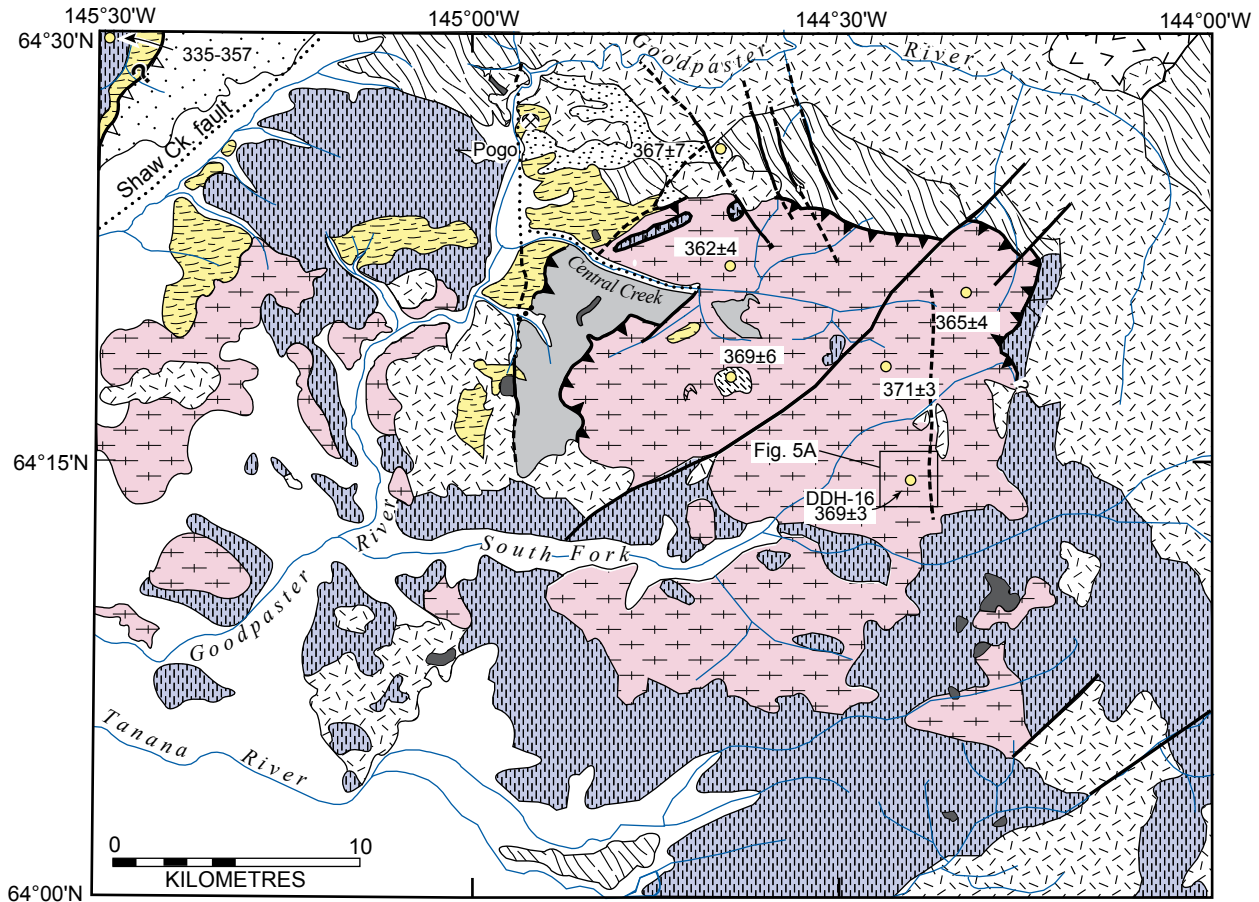 145°30'W
145°00'W
144°30'W
144°00'W
64°30'N
335-357
?
Goodpaster
River
Shaw Ck. fault
Pogo
367±7
362±4
Central Creek
365±4
369±6
371±3
?
64°15'N
Fig. 5A
DDH-16
369±3
River
South Fork
Goodpaster
Tanana
River
0
10
KILOMETRES
64°00'N